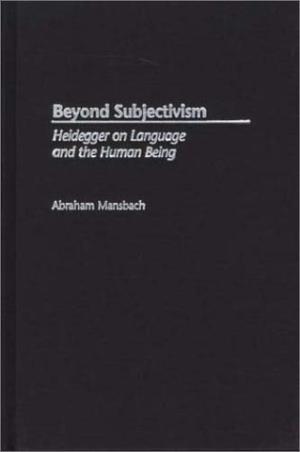 Beyond Subjectivism
Heidegger on Language
and the Human Being
Abraham Mansbach